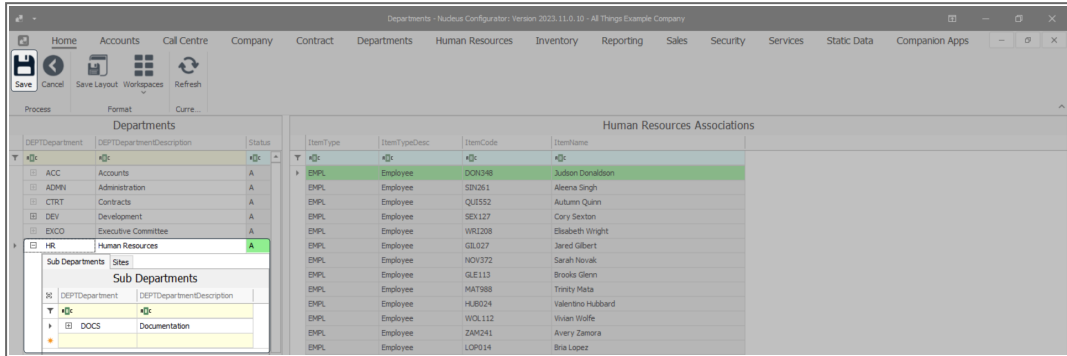 Departments - Nucleus Configurator: Version 2023.11.0.10 - All Things Example Company
Home Accounts Call Centre Company Contract Departments Human Resources Inventory Reporting Sales Security Services Static Data Companion Apps
Save Cancel Save Layout Workspaces Refresh
Process Format Curre...
Departments
DEPTDepartment DEPTDepartmentDescription Status
ACC Accounts A
ADMN Administration A
CTRT Contracts A
DEV Development A
EXCO Executive Committee A
HR Human Resources A
Sub Departments Sites
Sub Departments
DEPTDepartment DEPTDepartmentDescription
DOCS Documentation
Human Resources Associations
ItemType ItemTypeDesc ItemCode ItemName
EMPL Employee DON348 Judson Donaldson
EMPL Employee SIN261 Aleena Singh
EMPL Employee QUI552 Autumn Quinn
EMPL Employee SEX127 Cory Sexton
EMPL Employee WRI208 Elisabeth Wright
EMPL Employee GIL027 Jared Gilbert
EMPL Employee NOV372 Sarah Novak
EMPL Employee GLE113 Brooks Glenn
EMPL Employee MAT988 Trinity Mata
EMPL Employee HUB024 Valentino Hubbard
EMPL Employee WOL112 Vivian Wolfe
EMPL Employee ZAM241 Avery Zamora
EMPL Employee LOP014 Bria Lopez